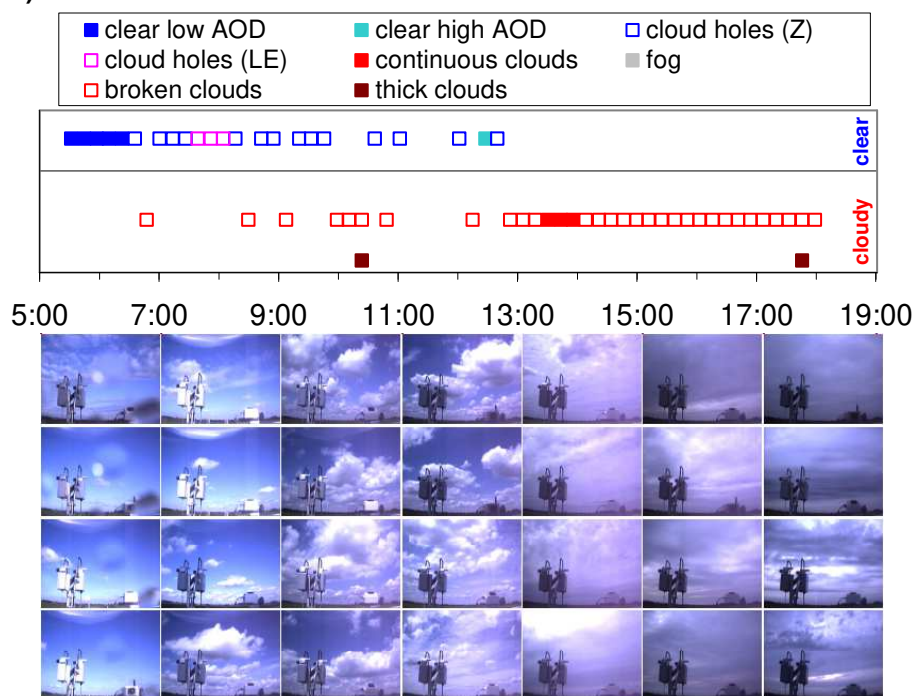 clear low AOD clear high AOD cloud holes (Z)
cloud holes (LE) continuous clouds fog
broken clouds thick clouds
clear
cloudy
5:00 7:00 9:00 11:00 13:00 15:00 17:00 19:00